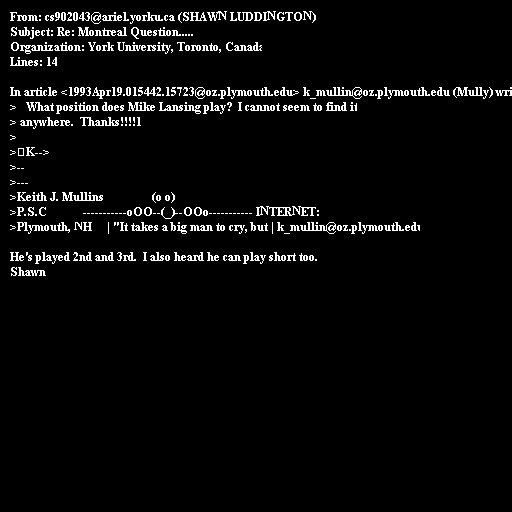 From: cs902043@ariel.yorku.ca (SHAWN LUDDINGTON)
Subject: Re: Montreal Question.....
Organization: York University, Toronto, Canada
Lines: 14

In article <1993Apr19.015442.15723@oz.plymouth.edu> k_mullin@oz.plymouth.edu (Mully) wri
>   What position does Mike Lansing play?  I cannot seem to find it
> anywhere.  Thanks!!!!1
>
>□K-->
>--
>---
>Keith J. Mullins                (o o)
>P.S.C            -----------oOO--(_)--OOo----------- INTERNET:
>Plymouth, NH     | "It takes a big man to cry, but | k_mullin@oz.plymouth.edu

He's played 2nd and 3rd.  I also heard he can play short too.
Shawn